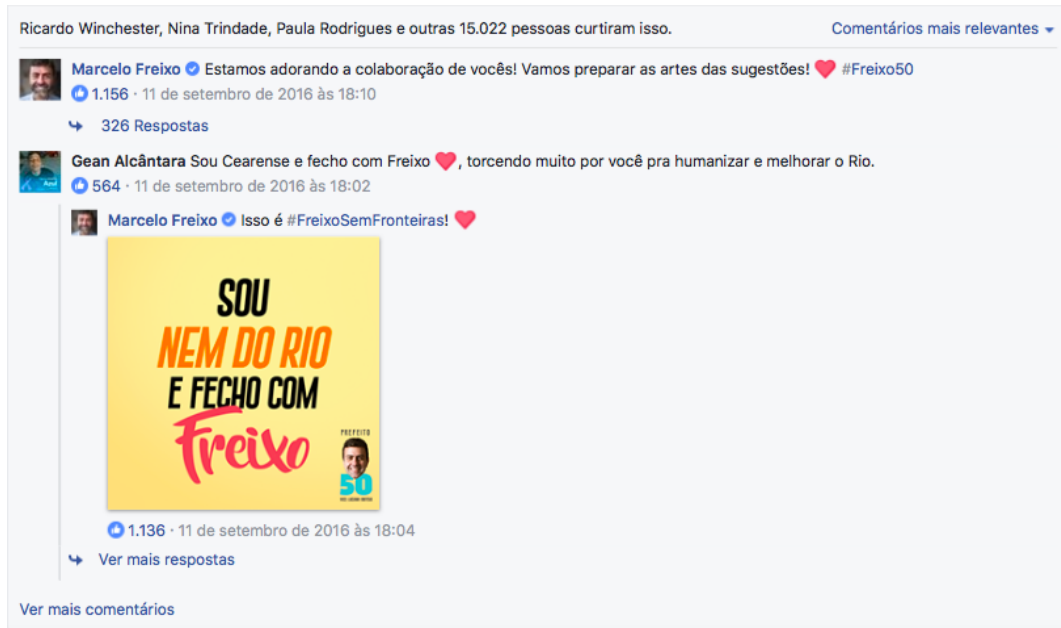 Ricardo Winchester, Nina Trindade, Paula Rodrigues e outras 15.022 pessoas curtiram isso.
Comentários mais relevantes
Marcelo Freixo Estamos adorando a colaboração de vocês! Vamos preparar as artes das sugestões! #Freixo50
1.156 · 11 de setembro de 2016 às 18:10
326 Respostas
Gean Alcântara Sou Cearense e fecho com Freixo , torcendo muito por você pra humanizar e melhorar o Rio.
564 · 11 de setembro de 2016 às 18:02
Marcelo Freixo Isso é #FreixoSemFronteiras!
SOU
NEM DO RIO
E FECHO COM
Freixo
PREFEITO
50
1.136 · 11 de setembro de 2016 às 18:04
Ver mais respostas
Ver mais comentários